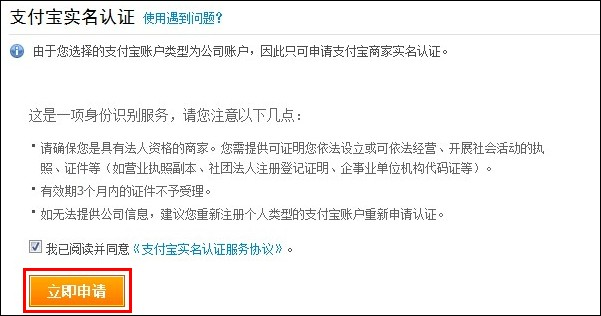 支付宝实名认证 使用遇到问题?
由于您选择的支付宝账户类型为公司账户，因此只可申请支付宝商家实名认证。
这是一项身份识别服务，请您注意以下几点：
· 请确保您是具有法人资格的商家。您需提供可证明您依法设立或可依法经营、开展社会活动的执
照、证件等（如营业执照副本、社团法人注册登记证明、企事业单位机构代码证等）。
· 有效期3个月内的证件不予受理。
· 如无法提供公司信息，建议您重新注册个人类型的支付宝账户重新申请认证。
我已阅读并同意《支付宝实名认证服务协议》。
立即申请